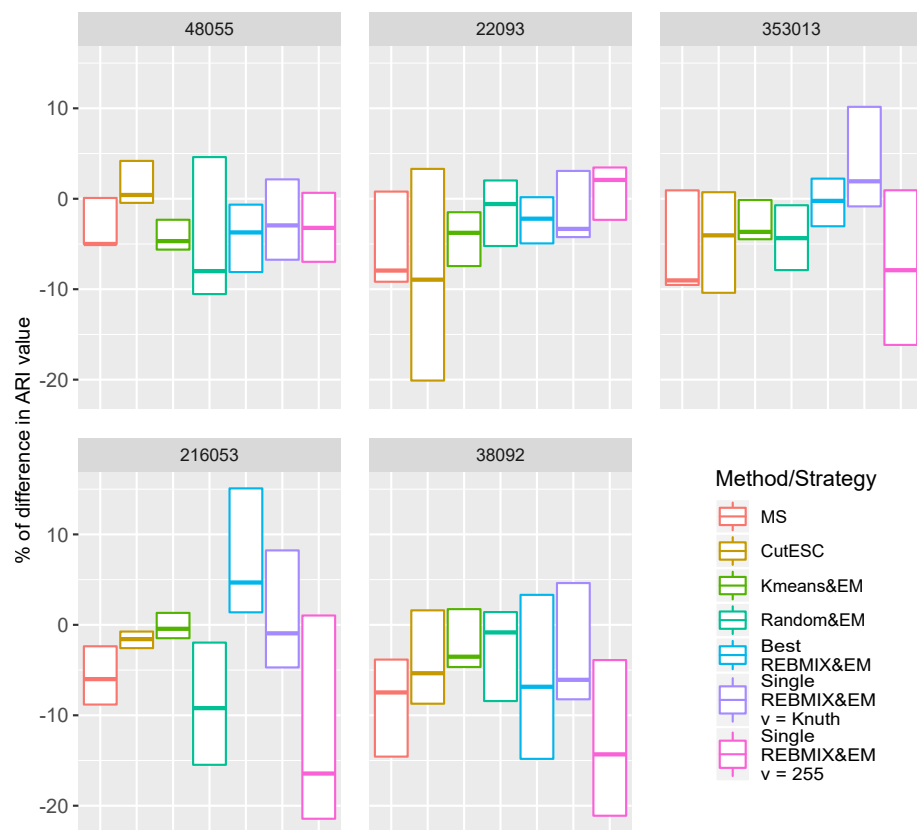 48055
22093
353013
% of difference in ARI value
10
0
-10
-20
216053
38092
10
0
-10
-20
Method/Strategy
MS
CutESC
Kmeans&EM
Random&EM
Best
REBMIX&EM
Single
REBMIX&EM
v = Knuth
Single
REBMIX&EM
v = 255